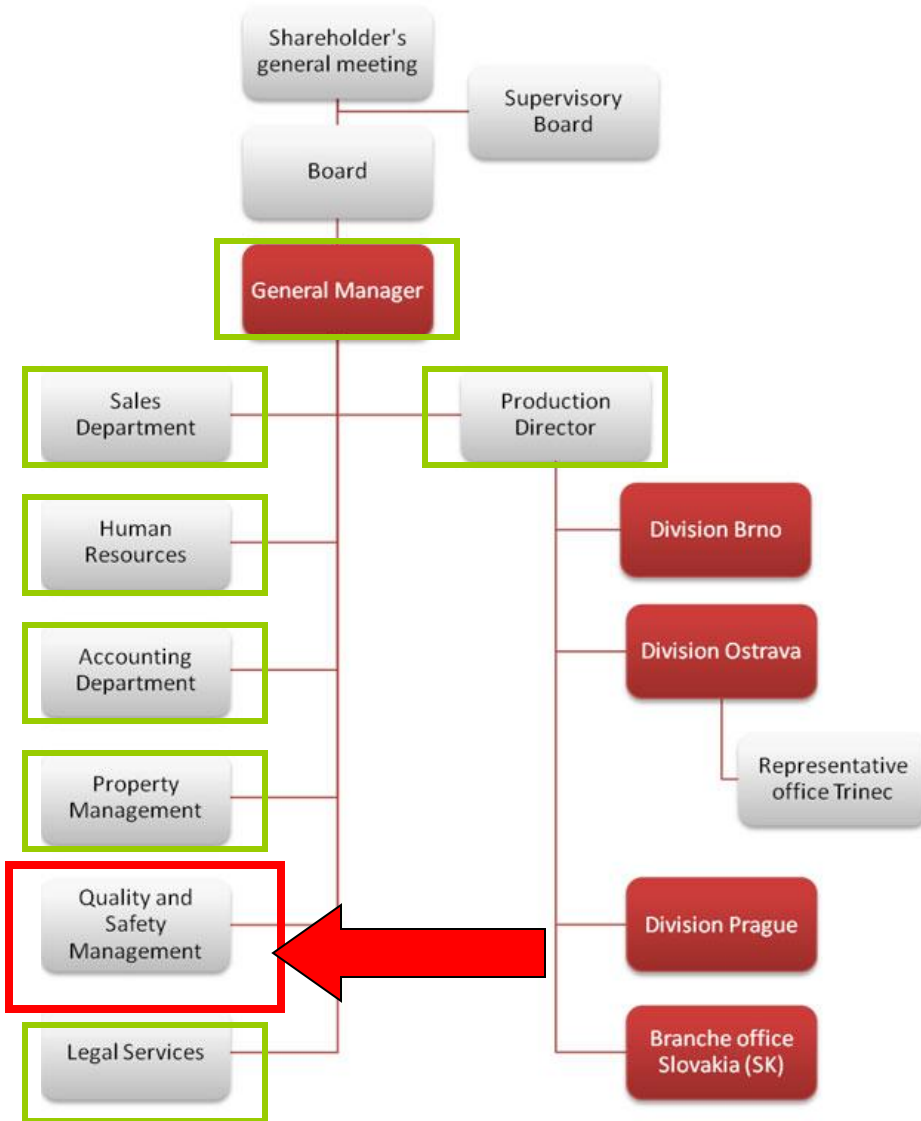 Shareholder's
general meeting
Supervisory
Board
Board
General Manager
Sales
Department
Production
Director
Human
Resources
Division Brno
Accounting
Department
Division Ostrava
Property
Management
Representative
office Trinec
Quality and
Safety
Management
Division Prague
Legal Services
Branche office
Slovakia (SK)